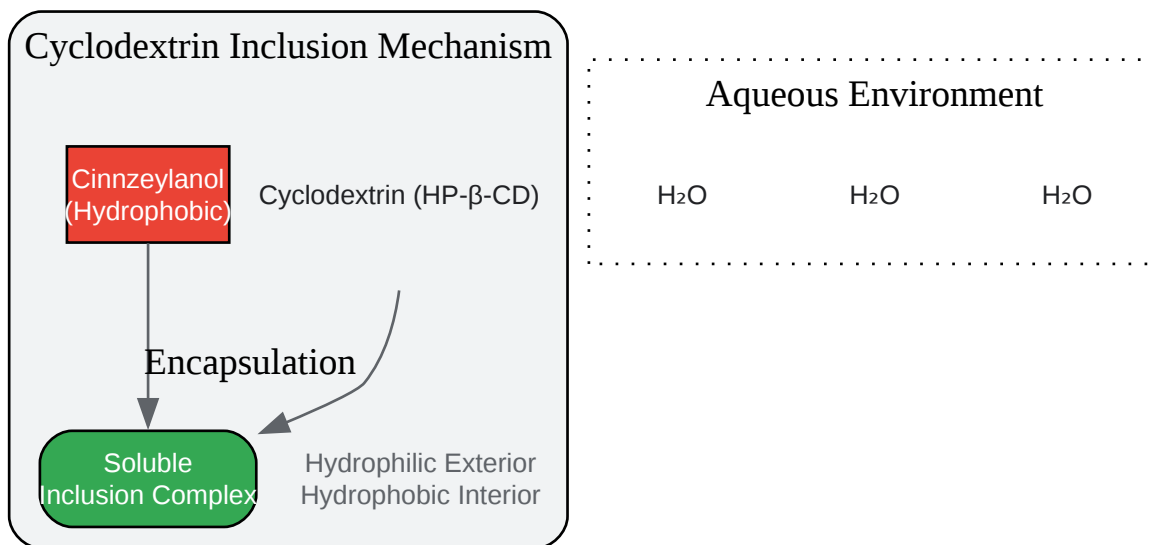 Cyclodextrin Inclusion Mechanism
Aqueous Environment
Cinnzeylanol
(Hydrophobic)
Cyclodextrin (HP-β-CD)
H₂O
H₂O
H₂O
Encapsulation
Soluble
Inclusion Complex
Hydrophilic Exterior
Hydrophobic Interior